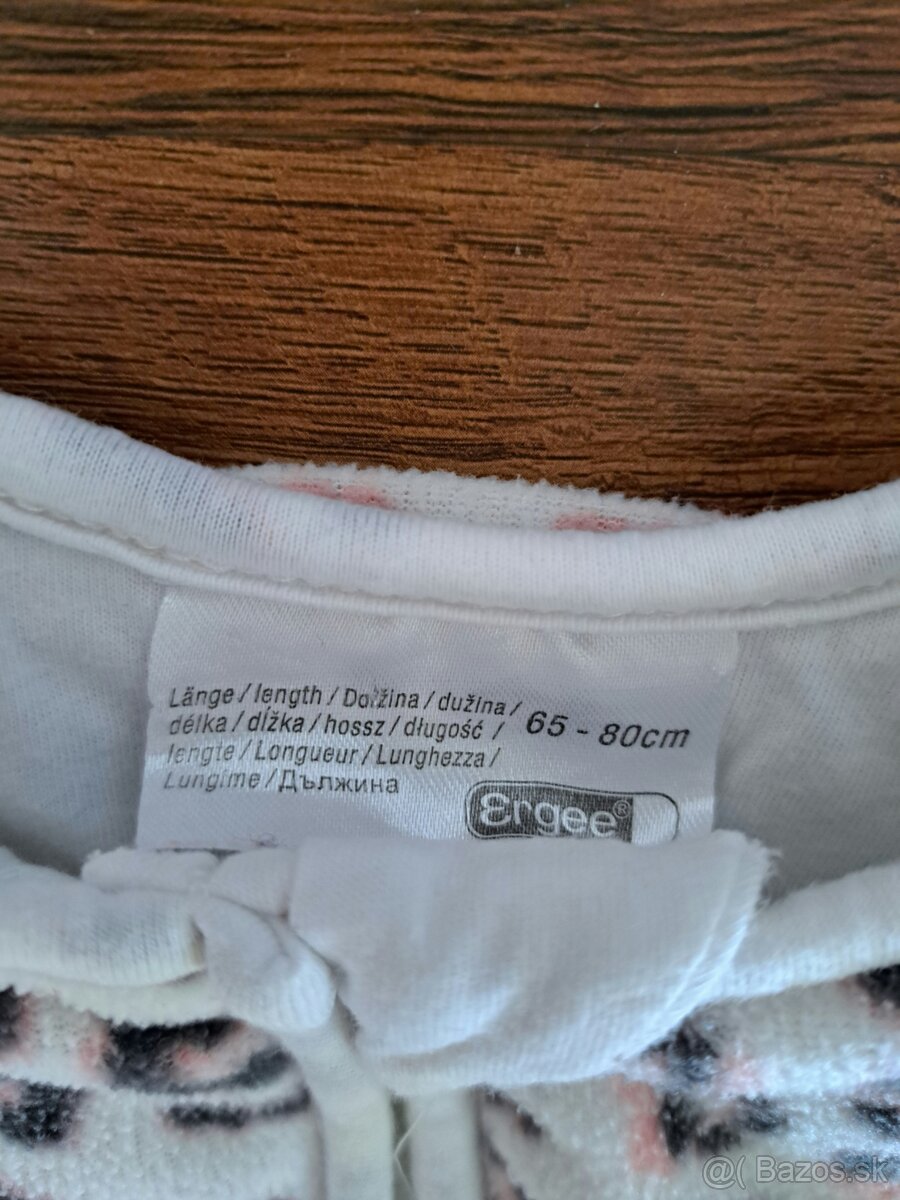 Länge / length / Dolžina / dužina /
délka / dĺžka / hossz / długość / 65 - 80cm
lengte / Longueur / Lunghezza /
Lungime / Дължина
Ergee®
@( Bazos.sk